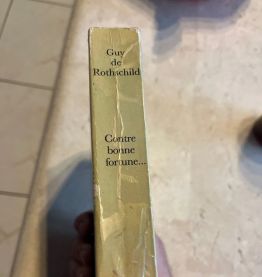 Guy
de
Rothschild
Contre
bonne
fortune...